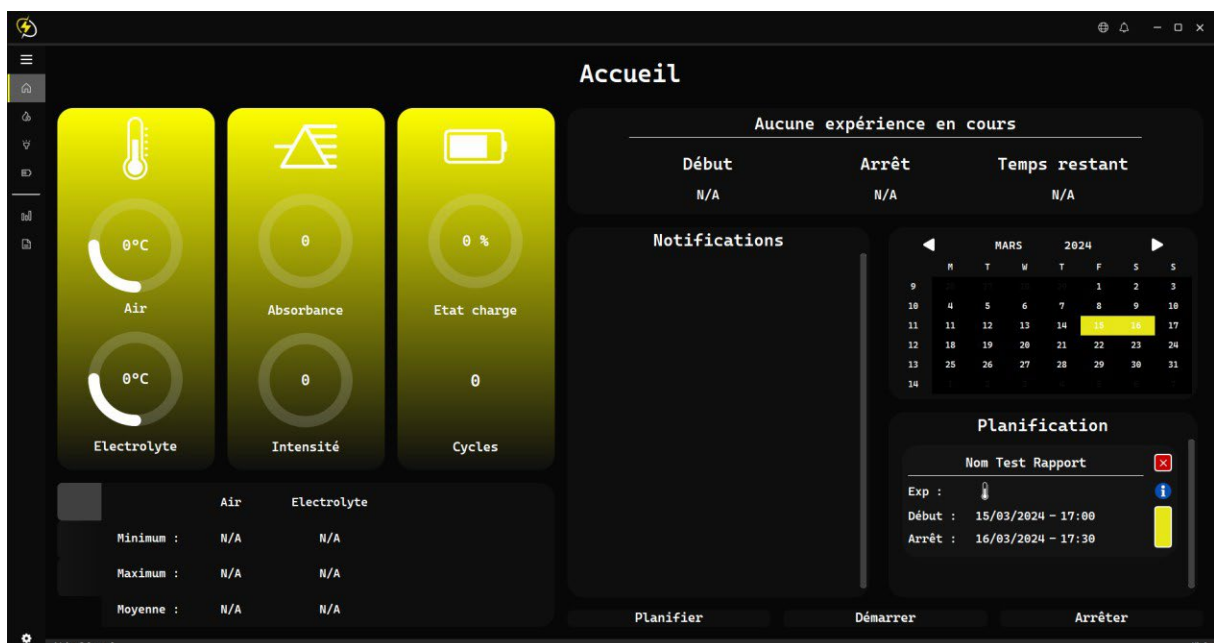 Accueil
0°C
Air
0°C
Electrolyte
0
Absorbance
0
Intensité
0 %
Etat charge
0
Cycles
Air Electrolyte
Minimum : N/A N/A
Maximum : N/A N/A
Moyenne : N/A N/A
Aucune expérience en cours
Début Arrêt Temps restant
N/A N/A N/A
Notifications
MARS 2024
M T W T F S S
9 1 2 3
10 4 5 6 7 8 9 10
11 11 12 13 14 15 16 17
12 18 19 20 21 22 23 24
13 25 26 27 28 29 30 31
14
Planification
Nom Test Rapport
Exp :
Début : 15/03/2024 - 17:00
Arrêt : 16/03/2024 - 17:30
Planifier Démarrer Arrêter